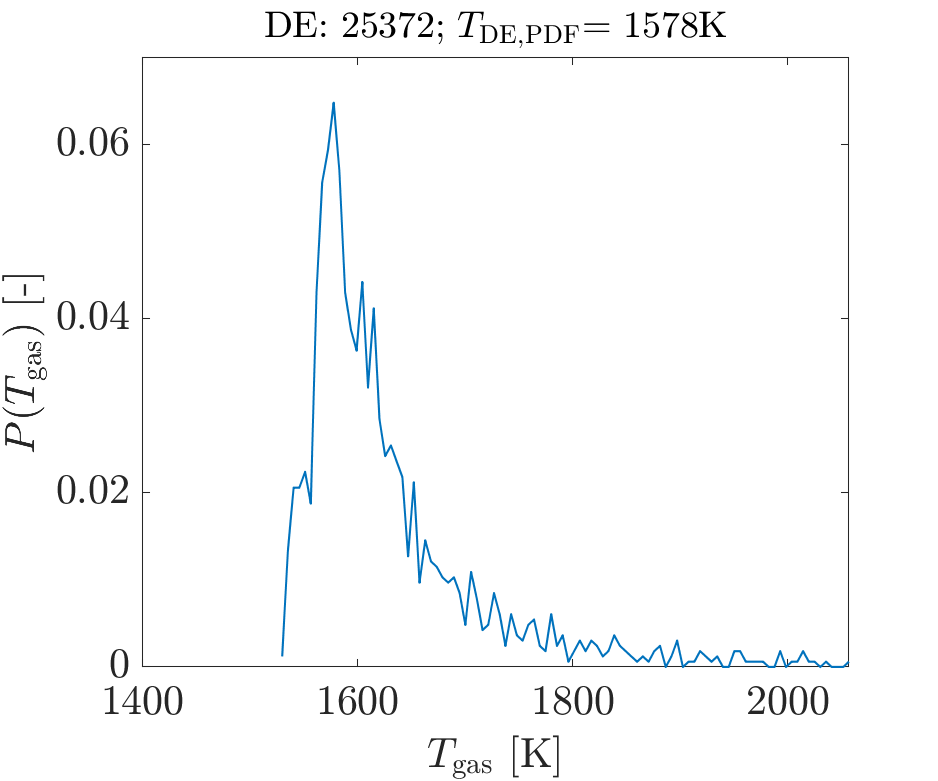 DE: 25372; T_DE,PDF= 1578K
0.06
0.04
0.02
0
P(T_gas) [-]
1400 1600 1800 2000
T_gas [K]